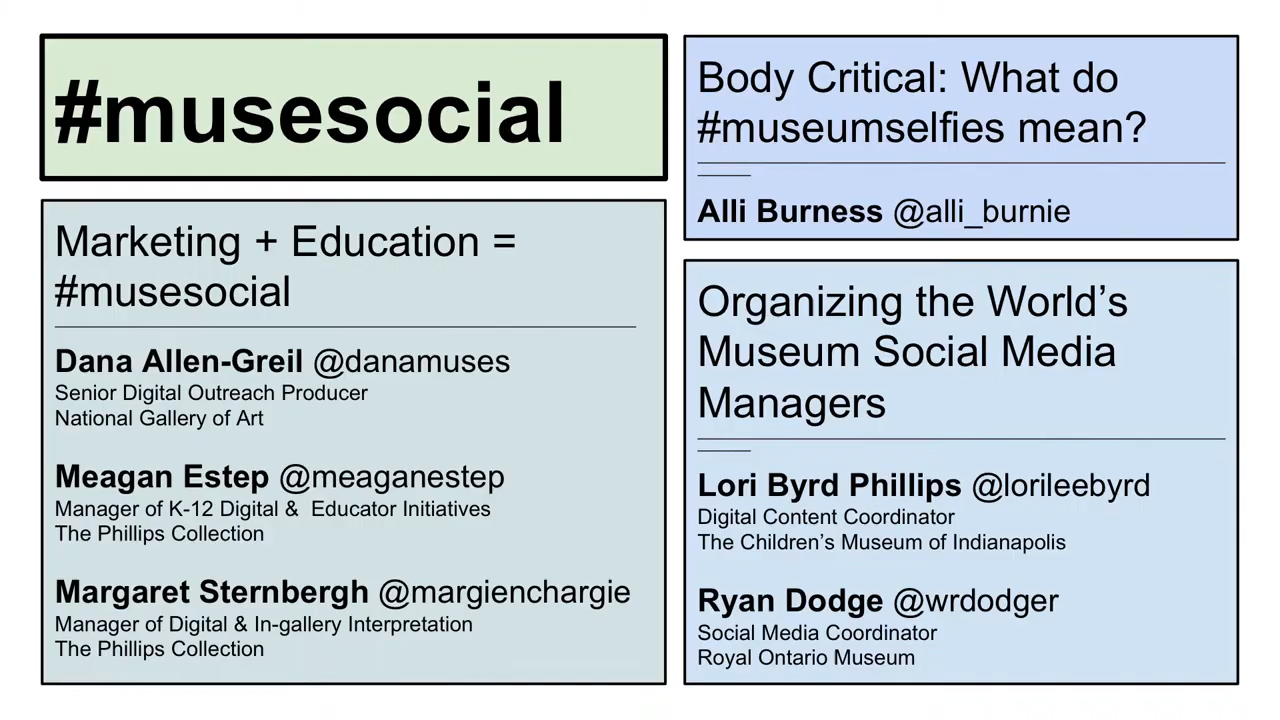 #musesocial
Marketing + Education =
#musesocial
Dana Allen-Greil @danamuses
Senior Digital Outreach Producer
National Gallery of Art
Meagan Estep @meaganestep
Manager of K-12 Digital &  Educator Initiatives
The Phillips Collection
Margaret Sternbergh @margienchargie
Manager of Digital & In-gallery Interpretation
The Phillips Collection
Body Critical: What do
#museumselfies mean?
Alli Burness @alli_burnie
Organizing the World’s
Museum Social Media
Managers
Lori Byrd Phillips @lorileebyrd
Digital Content Coordinator
The Children’s Museum of Indianapolis
Ryan Dodge @wrdodger
Social Media Coordinator
Royal Ontario Museum